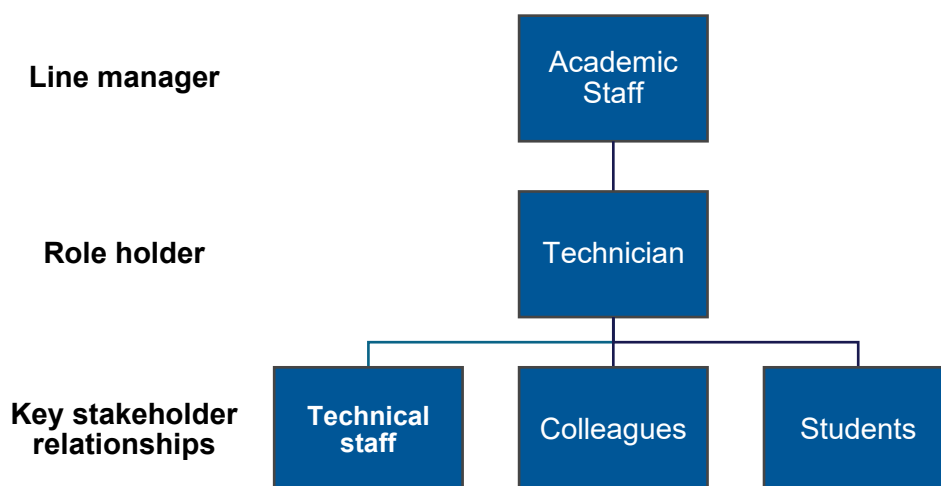 Line manager
Academic
Staff
Role holder
Technician
Key stakeholder
relationships
Technical
staff
Colleagues
Students